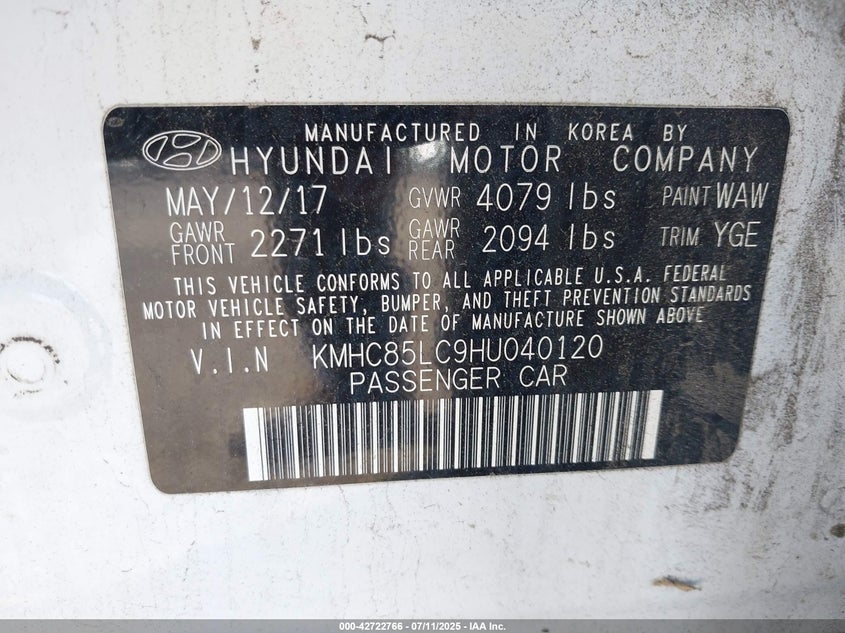 MANUFACTURED IN KOREA BY
HYUNDAI MOTOR COMPANY
MAY/12/17 GVWR 4079 lbs PAINT WAW
GAWR FRONT 2271 lbs GAWR REAR 2094 lbs TRIM YGE
THIS VEHICLE CONFORMS TO ALL APPLICABLE U.S.A. FEDERAL
MOTOR VEHICLE SAFETY, BUMPER, AND THEFT PREVENTION STANDARDS
IN EFFECT ON THE DATE OF MANUFACTURE SHOWN ABOVE
V.I.N KMHC85LC9HU040120
PASSENGER CAR
000-42722766 - 07/11/2025 - IAA Inc.